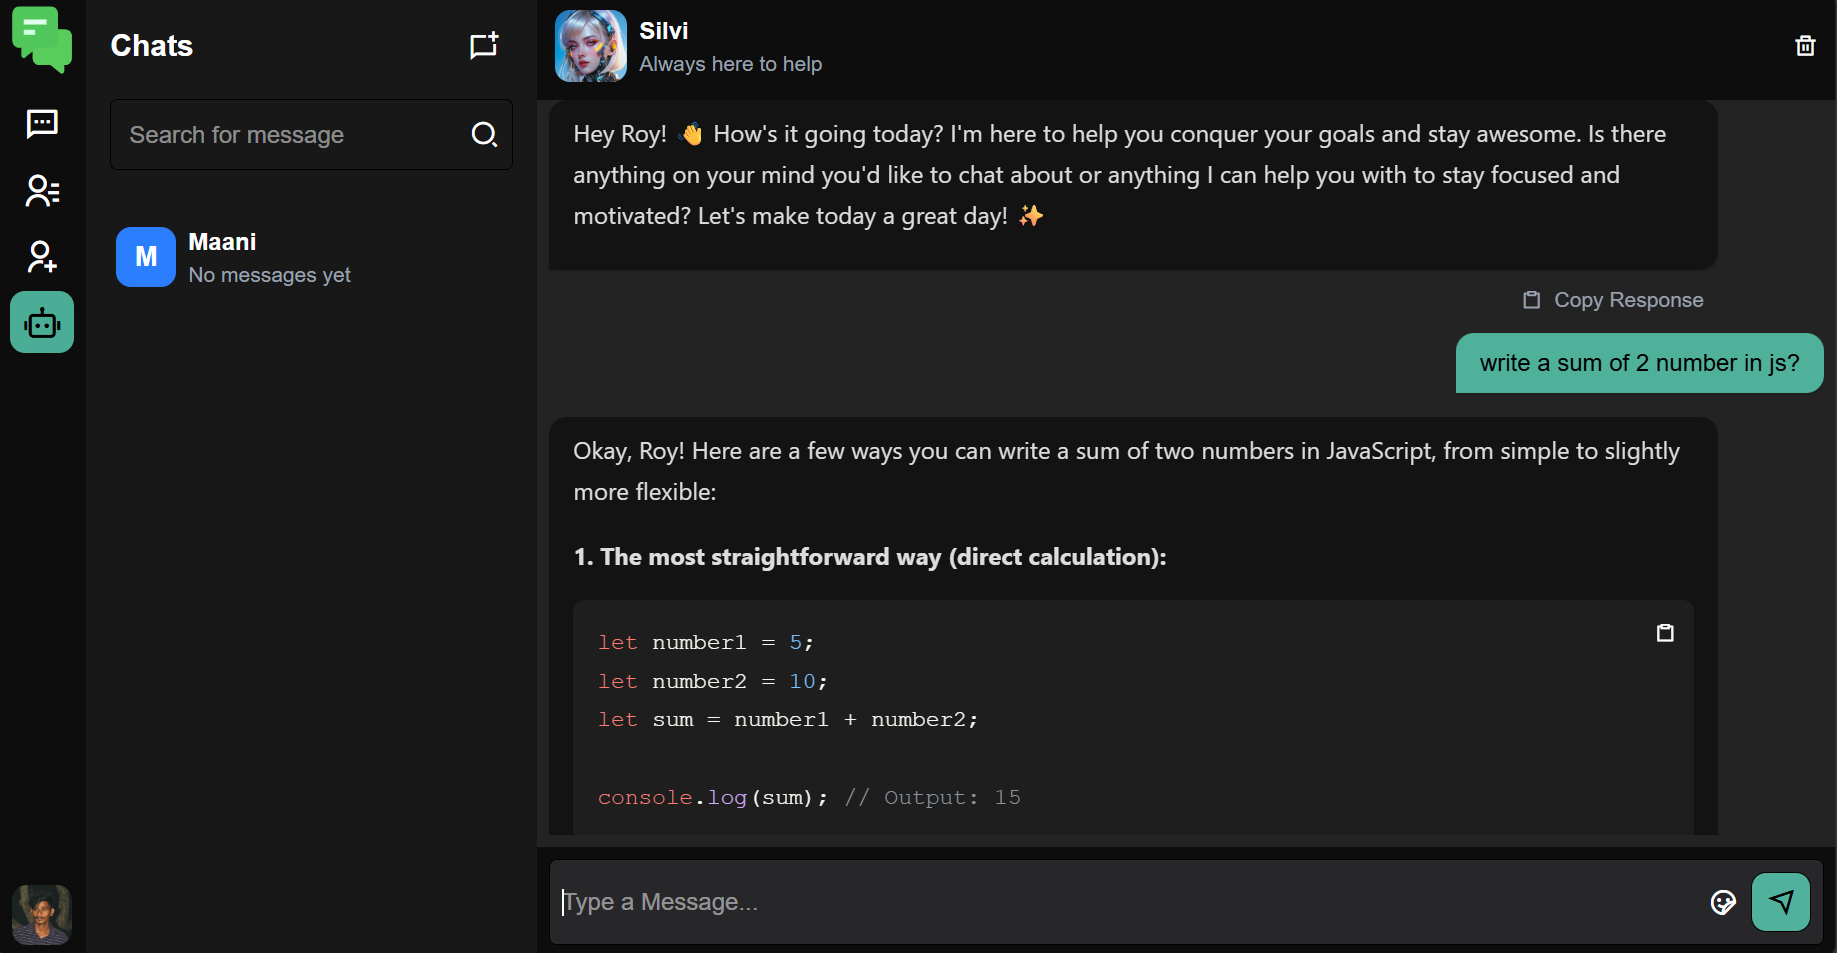 Chats
Search for message
M
Maani
No messages yet
Silvi
Always here to help
Hey Roy! 👋 How's it going today? I'm here to help you conquer your goals and stay awesome. Is there
anything on your mind you'd like to chat about or anything I can help you with to stay focused and
motivated? Let's make today a great day! ✨
Copy Response
write a sum of 2 number in js?
Okay, Roy! Here are a few ways you can write a sum of two numbers in JavaScript, from simple to slightly
more flexible:
1. The most straightforward way (direct calculation):
let number1 = 5;
let number2 = 10;
let sum = number1 + number2;
console.log(sum); // Output: 15
Type a Message...